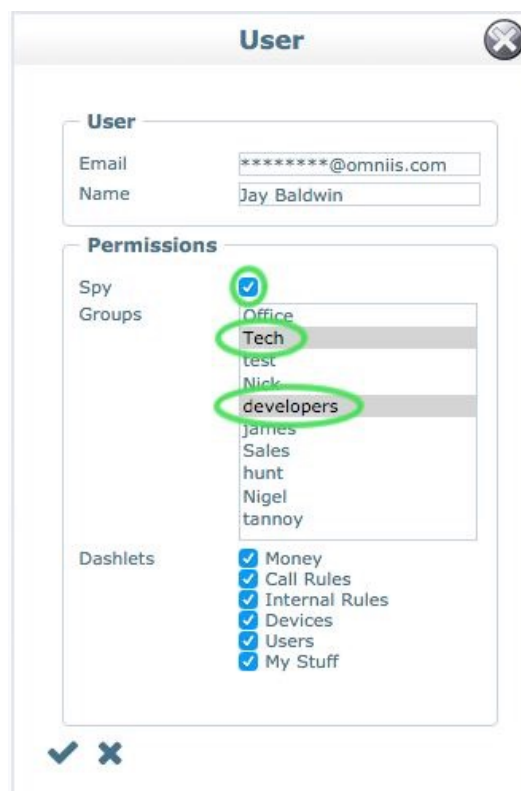 User
User
Email ********@omniis.com
Name Jay Baldwin
Permissions
Spy
Groups Office
Tech
test
Nick
developers
james
Sales
hunt
Nigel
tannoy
Dashlets Money
Call Rules
Internal Rules
Devices
Users
My Stuff